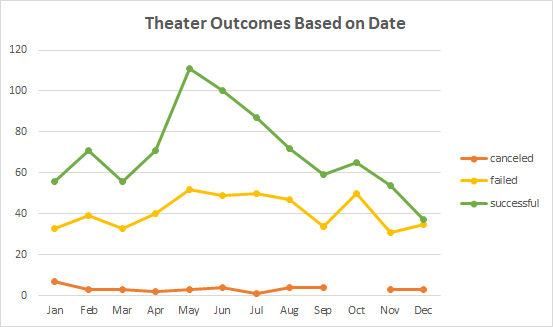 Theater Outcomes Based on Date
120
100
80
60
40
20
0
Jan Feb Mar Apr May Jun Jul Aug Sep Oct Nov Dec
canceled
failed
successful